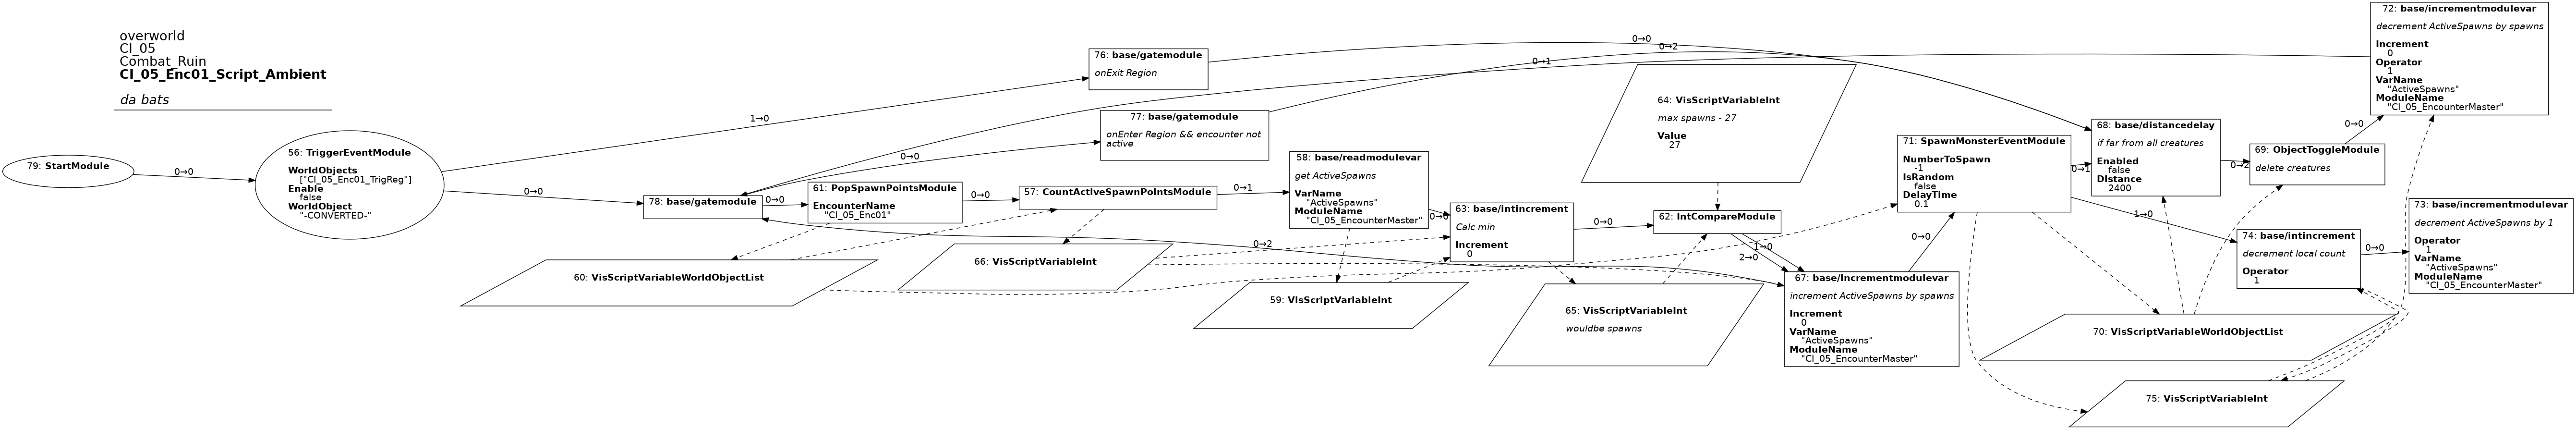 overworld
CI_05
Combat_Ruin
CI_05_Enc01_Script_Ambient
da bats
79: StartModule
0→0
56: TriggerEventModule
WorldObjects
["CI_05_Enc01_TrigReg"]
Enable
false
WorldObject
"-CONVERTED-"
1→0
0→0
76: base/gatemodule
onExit Region
0→0
77: base/gatemodule
onEnter Region && encounter not
active
0→2
0→0
0→1
78: base/gatemodule
0→0
61: PopSpawnPointsModule
EncounterName
"CI_05_Enc01"
0→0
57: CountActiveSpawnPointsModule
0→1
58: base/readmodulevar
get ActiveSpawns
VarName
"ActiveSpawns"
ModuleName
"CI_05_EncounterMaster"
0→0
63: base/intincrement
Calc min
Increment
0
0→0
64: VisScriptVariableInt
max spawns - 27
Value
27
62: IntCompareModule
1→0
2→0
0→2
60: VisScriptVariableWorldObjectList
66: VisScriptVariableInt
59: VisScriptVariableInt
65: VisScriptVariableInt
wouldbe spawns
67: base/incrementmodulevar
increment ActiveSpawns by spawns
Increment
0
VarName
"ActiveSpawns"
ModuleName
"CI_05_EncounterMaster"
0→0
71: SpawnMonsterEventModule
NumberToSpawn
-1
IsRandom
false
DelayTime
0.1
0→1
1→0
68: base/distancedelay
if far from all creatures
Enabled
false
Distance
2400
0→2
69: ObjectToggleModule
delete creatures
0→0
72: base/incrementmodulevar
decrement ActiveSpawns by spawns
Increment
0
Operator
1
VarName
"ActiveSpawns"
ModuleName
"CI_05_EncounterMaster"
74: base/intincrement
decrement local count
Operator
1
0→0
73: base/incrementmodulevar
decrement ActiveSpawns by 1
Operator
1
VarName
"ActiveSpawns"
ModuleName
"CI_05_EncounterMaster"
70: VisScriptVariableWorldObjectList
75: VisScriptVariableInt